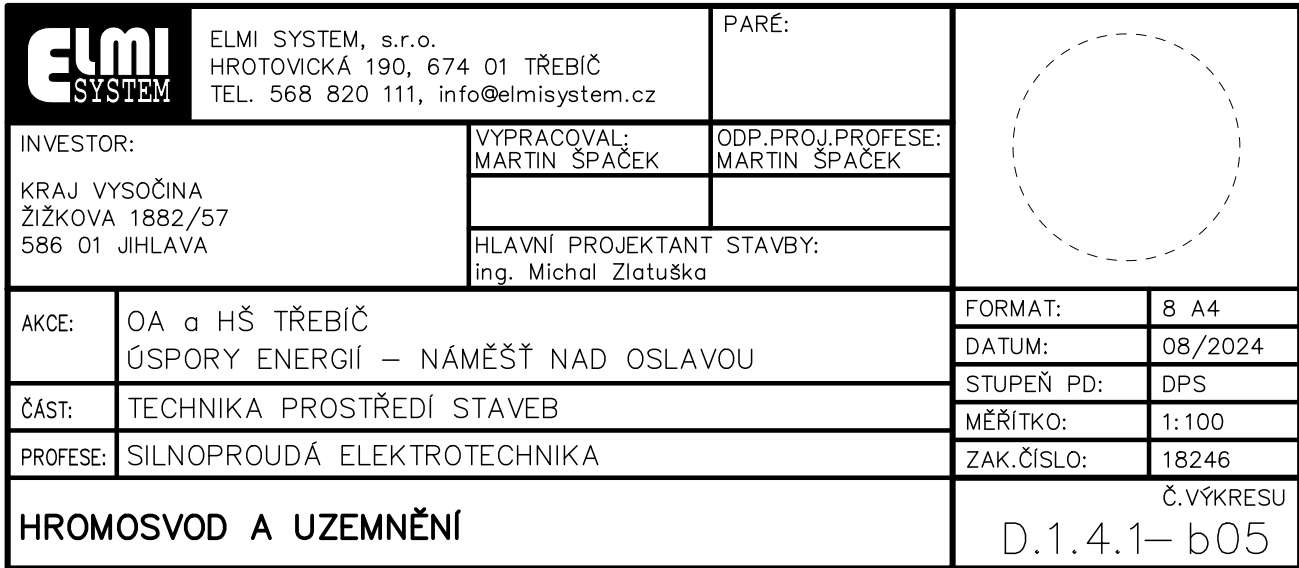 ELMI
SYSTEM
ELMI SYSTEM, s.r.o.
HROTOVICKÁ 190, 674 01 TŘEBÍČ
TEL. 568 820 111, info@elmisystem.cz
PARÉ:
INVESTOR:
KRAJ VYSOČINA
ŽIŽKOVA 1882/57
586 01 JIHLAVA
VYPRACOVAL:
MARTIN ŠPAČEK
ODP.PROJ.PROFESE:
MARTIN ŠPAČEK
HLAVNÍ PROJEKTANT STAVBY:
ing. Michal Zlatuška
AKCE:
OA a HŠ TŘEBÍČ
ÚSPORY ENERGIÍ – NÁMĚŠŤ NAD OSLAVOU
ČÁST:
TECHNIKA PROSTŘEDÍ STAVEB
PROFESE:
SILNOPROUDÁ ELEKTROTECHNIKA
HROMOSVOD A UZEMNĚNÍ
FORMAT: 8 A4
DATUM: 08/2024
STUPEŇ PD: DPS
MĚŘÍTKO: 1:100
ZAK.ČÍSLO: 18246
Č.VÝKRESU
D.1.4.1– b05